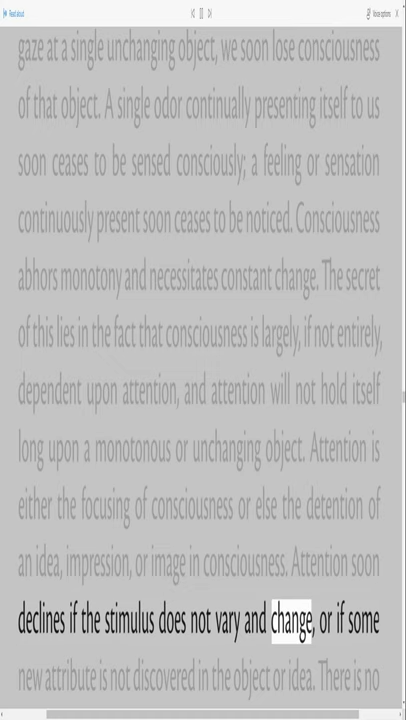 Read aloud
Voice options
gaze at a single unchanging object, we soon lose consciousness
of that object. A single odor continually presenting itself to us
soon ceases to be sensed consciously; a feeling or sensation
continuously present soon ceases to be noticed. Consciousness
abhors monotony and necessitates constant change. The secret
of this lies in the fact that consciousness is largely, if not entirely,
dependent upon attention, and attention will not hold itself
long upon a monotonous or unchanging object. Attention is
either the focusing of consciousness or else the detention of
an idea, impression, or image in consciousness. Attention soon
declines if the stimulus does not vary and change, or if some
new attribute is not discovered in the object or idea. There is no